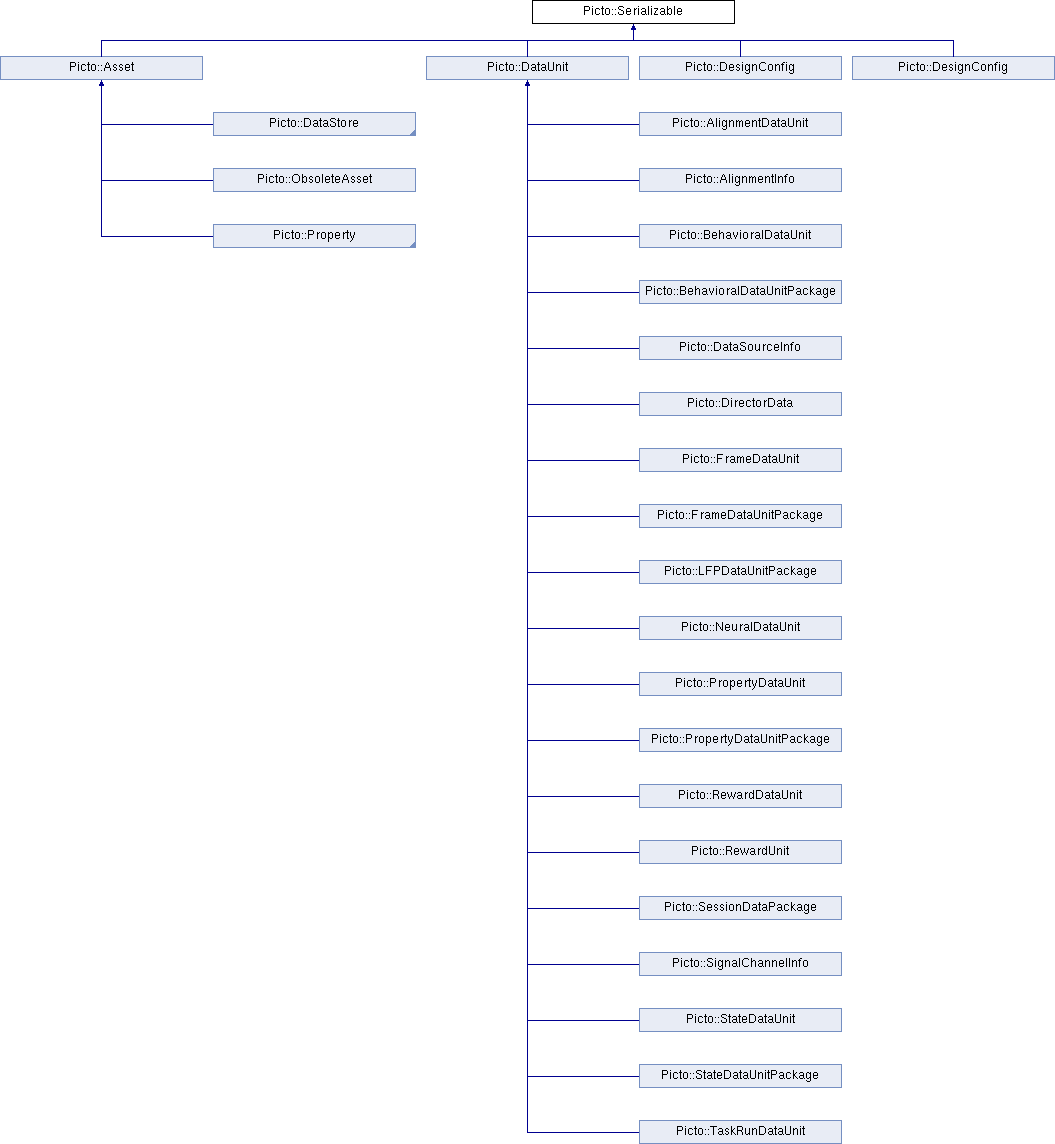 Picto::Serializable
Picto::Asset
Picto::DataUnit
Picto::DesignConfig
Picto::DesignConfig
Picto::DataStore
Picto::AlignmentDataUnit
Picto::ObsoleteAsset
Picto::AlignmentInfo
Picto::Property
Picto::BehavioralDataUnit
Picto::BehavioralDataUnitPackage
Picto::DataSourceInfo
Picto::DirectorData
Picto::FrameDataUnit
Picto::FrameDataUnitPackage
Picto::LFPDataUnitPackage
Picto::NeuralDataUnit
Picto::PropertyDataUnit
Picto::PropertyDataUnitPackage
Picto::RewardDataUnit
Picto::RewardUnit
Picto::SessionDataPackage
Picto::SignalChannelInfo
Picto::StateDataUnit
Picto::StateDataUnitPackage
Picto::TaskRunDataUnit